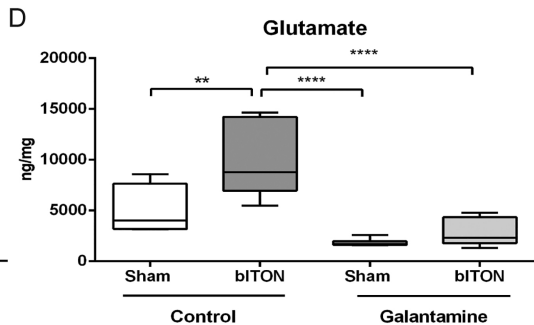 D
Glutamate
****
20000
**
****
15000
ng/mg
10000
5000
0
Sham
bITON
Sham
bITON
Control
Galantamine